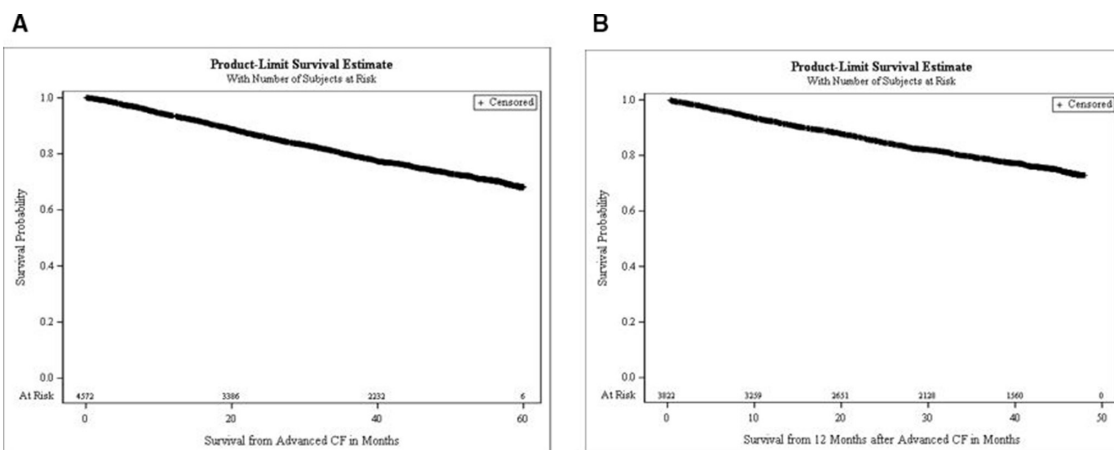 A
Product-Limit Survival Estimate
With Number of Subjects at Risk
+ Censored
1.0
0.8
0.6
0.4
0.2
0.0
Survival Probability
At Risk 4572 3386 2232 6
0 20 40 60
Survival from Advanced CF in Months
B
Product-Limit Survival Estimate
With Number of Subjects at Risk
+ Censored
1.0
0.8
0.6
0.4
0.2
0.0
Survival Probability
At Risk 3822 3259 2651 2128 1560 0
0 10 20 30 40 50
Survival from 12 Months after Advanced CF in Months